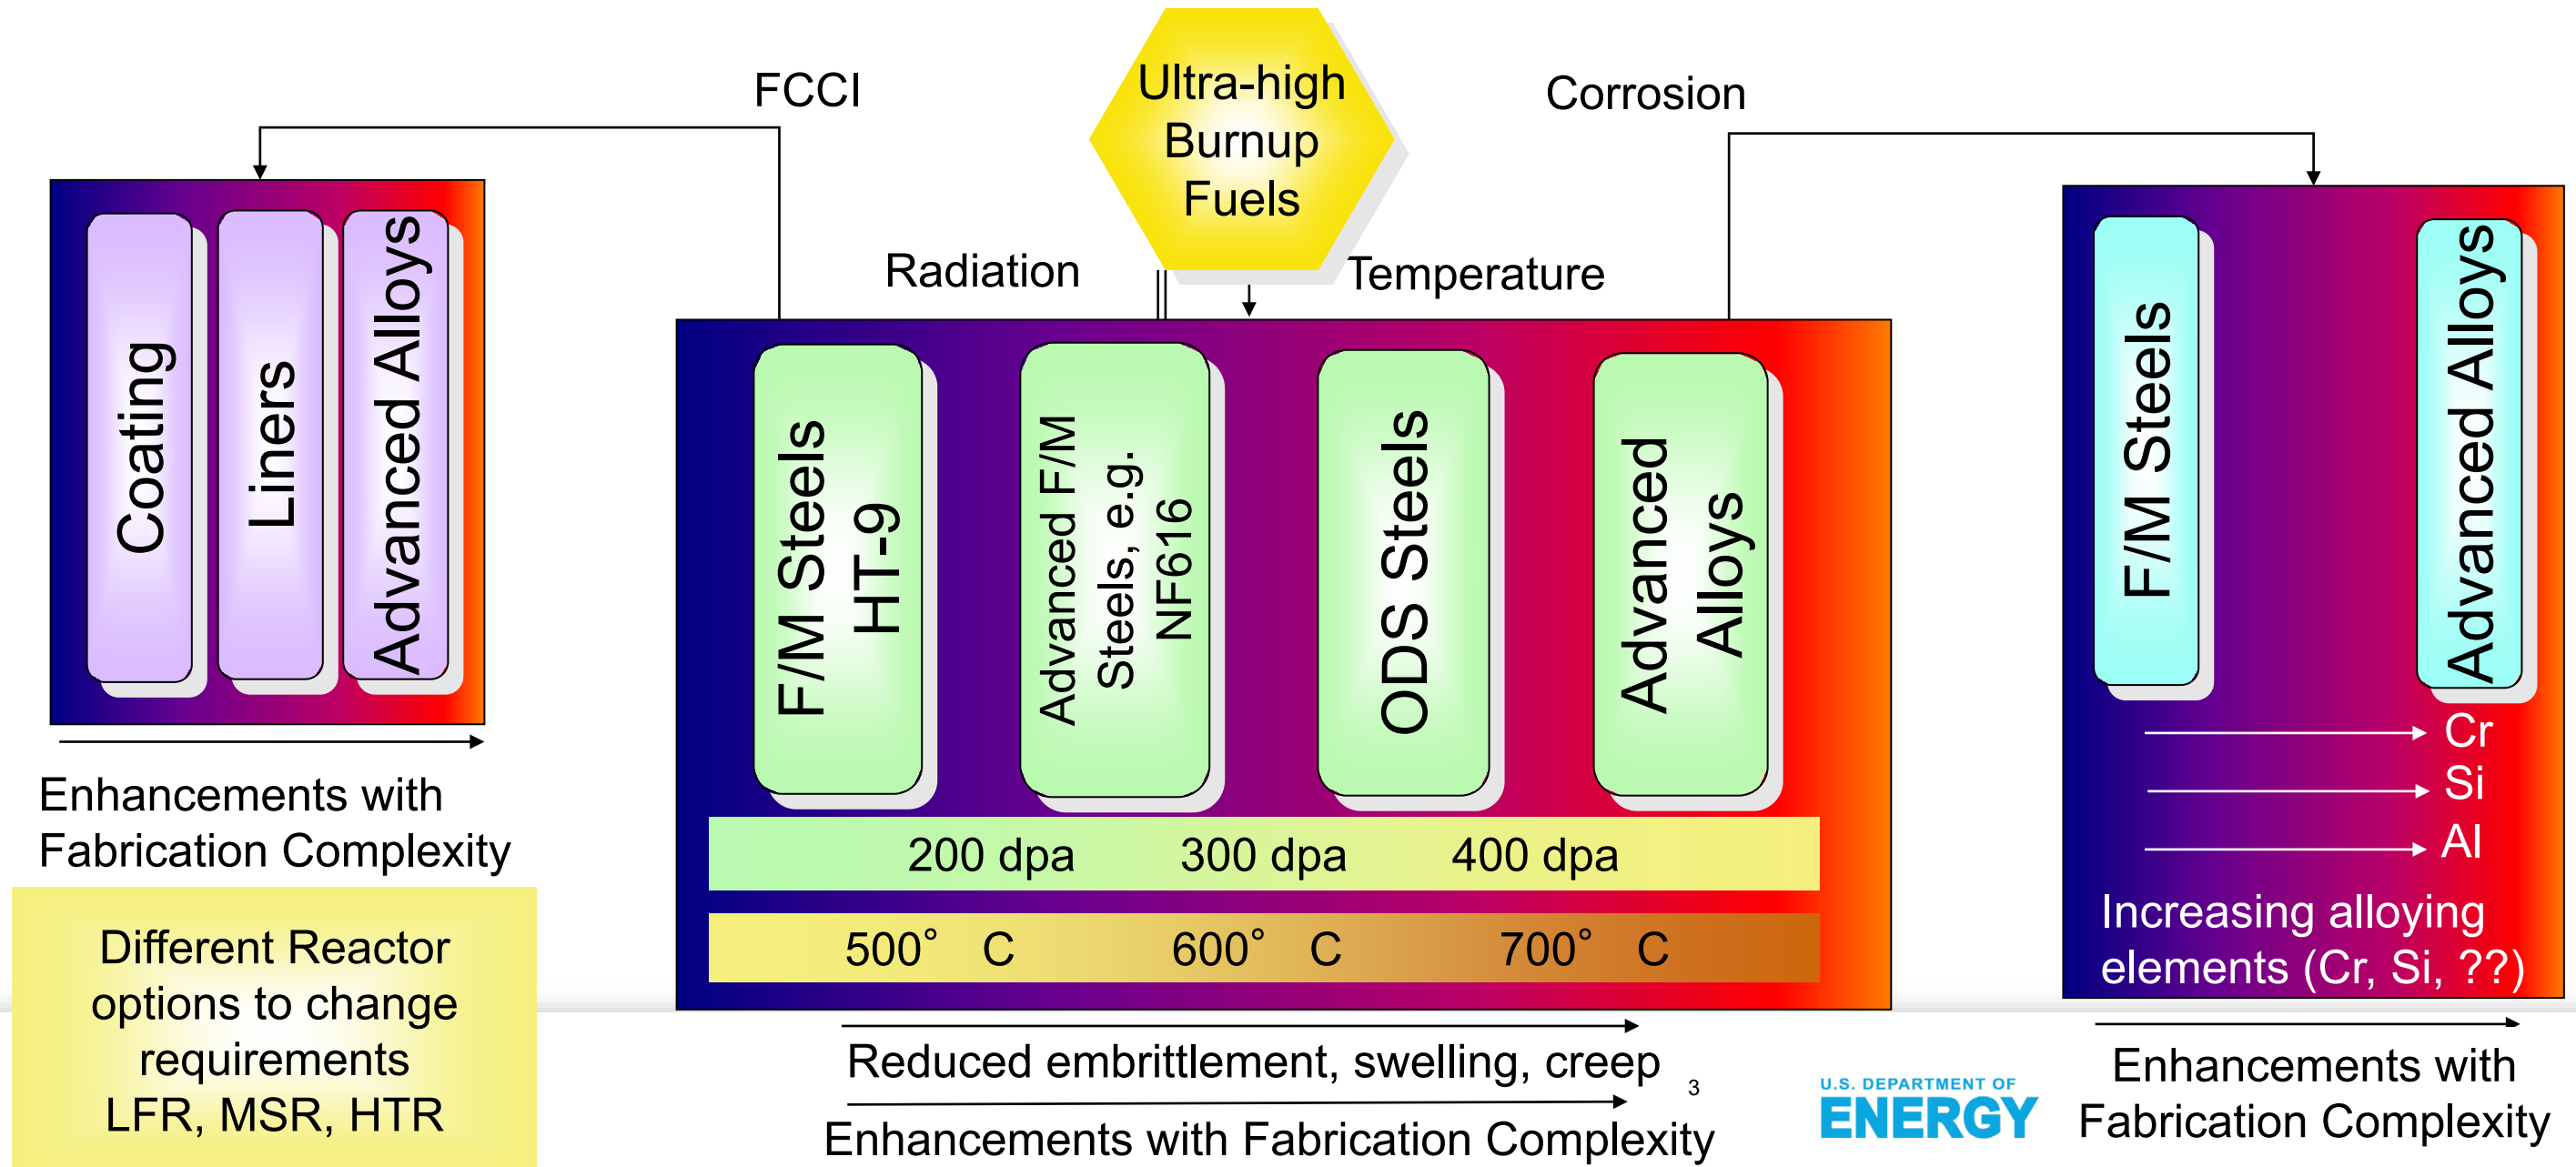 FCCI
Ultra-high
Burnup
Fuels
Corrosion
Radiation
Temperature
Coating
Liners
Advanced Alloys
F/M Steels
HT-9
Advanced F/M
Steels, e.g.
NF616
ODS Steels
Advanced
Alloys
F/M Steels
Advanced Alloys
Cr
Si
Al
Increasing alloying
elements (Cr, Si, ??)
200 dpa 300 dpa 400 dpa
500° C 600° C 700° C
Enhancements with
Fabrication Complexity
Different Reactor
options to change
requirements
LFR, MSR, HTR
Reduced embrittlement, swelling, creep
Enhancements with Fabrication Complexity
3
U.S. DEPARTMENT OF
ENERGY
Enhancements with
Fabrication Complexity